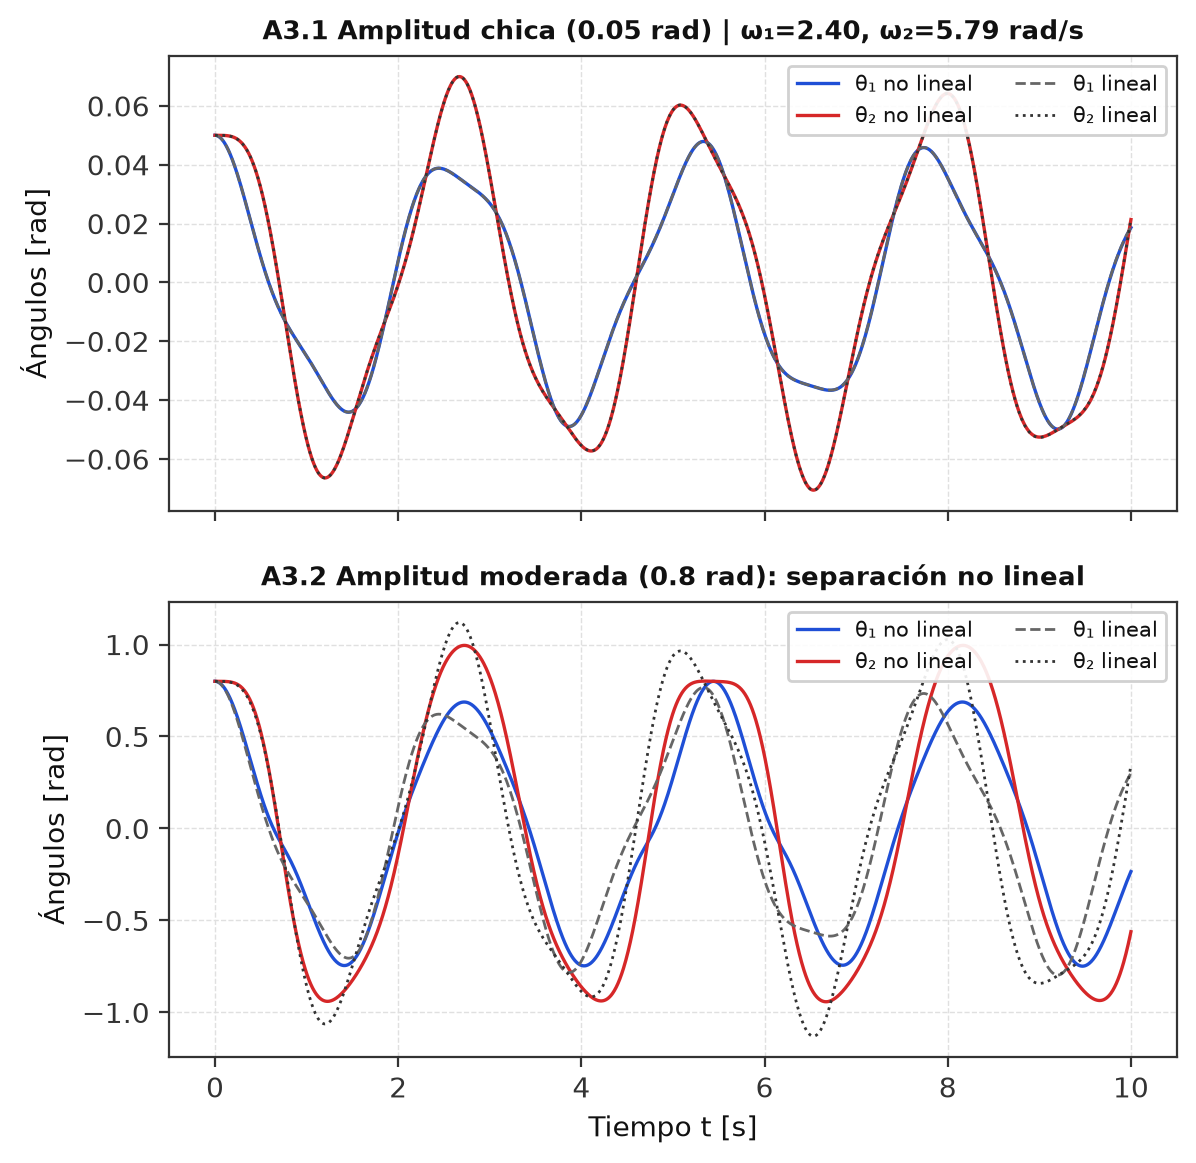 A3.1 Amplitud chica (0.05 rad) | ω₁=2.40, ω₂=5.79 rad/s
θ₁ no lineal
θ₂ no lineal
θ₁ lineal
θ₂ lineal
0.06
0.04
0.02
0.00
−0.02
−0.04
−0.06
Ángulos [rad]
A3.2 Amplitud moderada (0.8 rad): separación no lineal
θ₁ no lineal
θ₂ no lineal
θ₁ lineal
θ₂ lineal
1.0
0.5
0.0
−0.5
−1.0
Ángulos [rad]
0 2 4 6 8 10
Tiempo t [s]